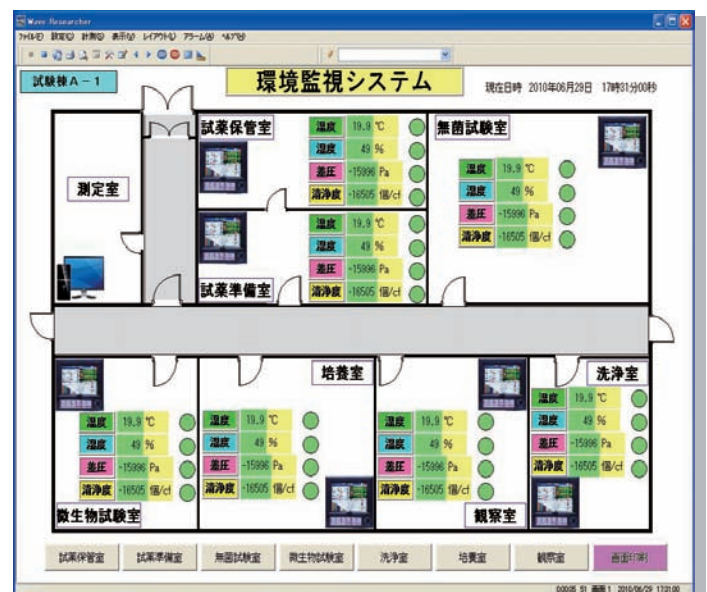 Wave Researcher
ファイル(F) 設定(C) 計測(S) 表示(V) レイアウト(L) アラーム(A) ヘルプ(H)
試験棟A-1
環境監視システム
現在日時 2010年06月29日 17時31分00秒
試薬保管室
温度 19.9 ℃
湿度 49 %
差圧 -15996 Pa
清浄度 -16505 個/cf
無菌試験室
温度 19.9 ℃
湿度 49 %
差圧 -15996 Pa
清浄度 -16505 個/cf
測定室
温度 19.9 ℃
湿度 49 %
差圧 -15996 Pa
清浄度 -16505 個/cf
試薬準備室
培養室
洗浄室
温度 19.9 ℃
湿度 49 %
差圧 -15996 Pa
清浄度 -16505 個/cf
温度 19.9 ℃
湿度 49 %
差圧 -15996 Pa
清浄度 -16505 個/cf
温度 19.9 ℃
湿度 49 %
差圧 -15996 Pa
清浄度 -16505 個/cf
温度 19.9 ℃
湿度 49 %
差圧 -15996 Pa
清浄度 -16505 個/cf
微生物試験室
観察室
試薬保管室 試薬準備室 無菌試験室 微生物試験室 洗浄室 培養室 観察室 画面印刷
00005 51 画面1 2010/06/29 17:31:00